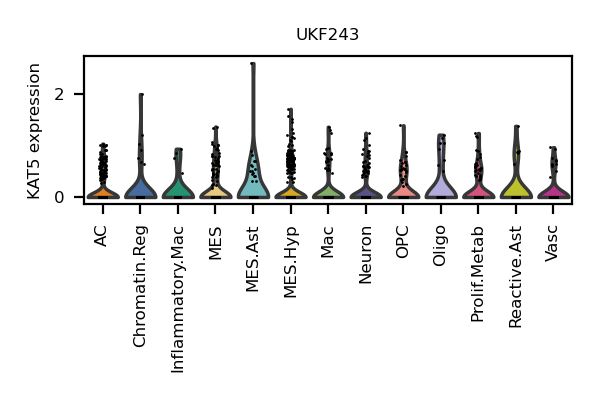 UKF243
KAT5 expression
2
0
AC
Chromatin.Reg
Inflammatory.Mac
MES
MES.Ast
MES.Hyp
Mac
Neuron
OPC
Oligo
Prolif.Metab
Reactive.Ast
Vasc